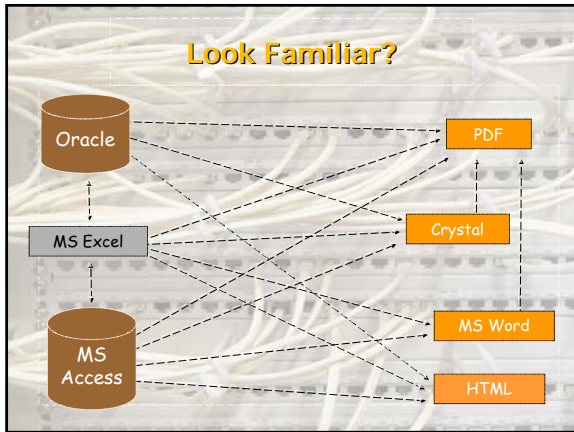 Look Familiar?
Oracle
PDF
Crystal
MS Excel
MS Word
MS
Access
HTML